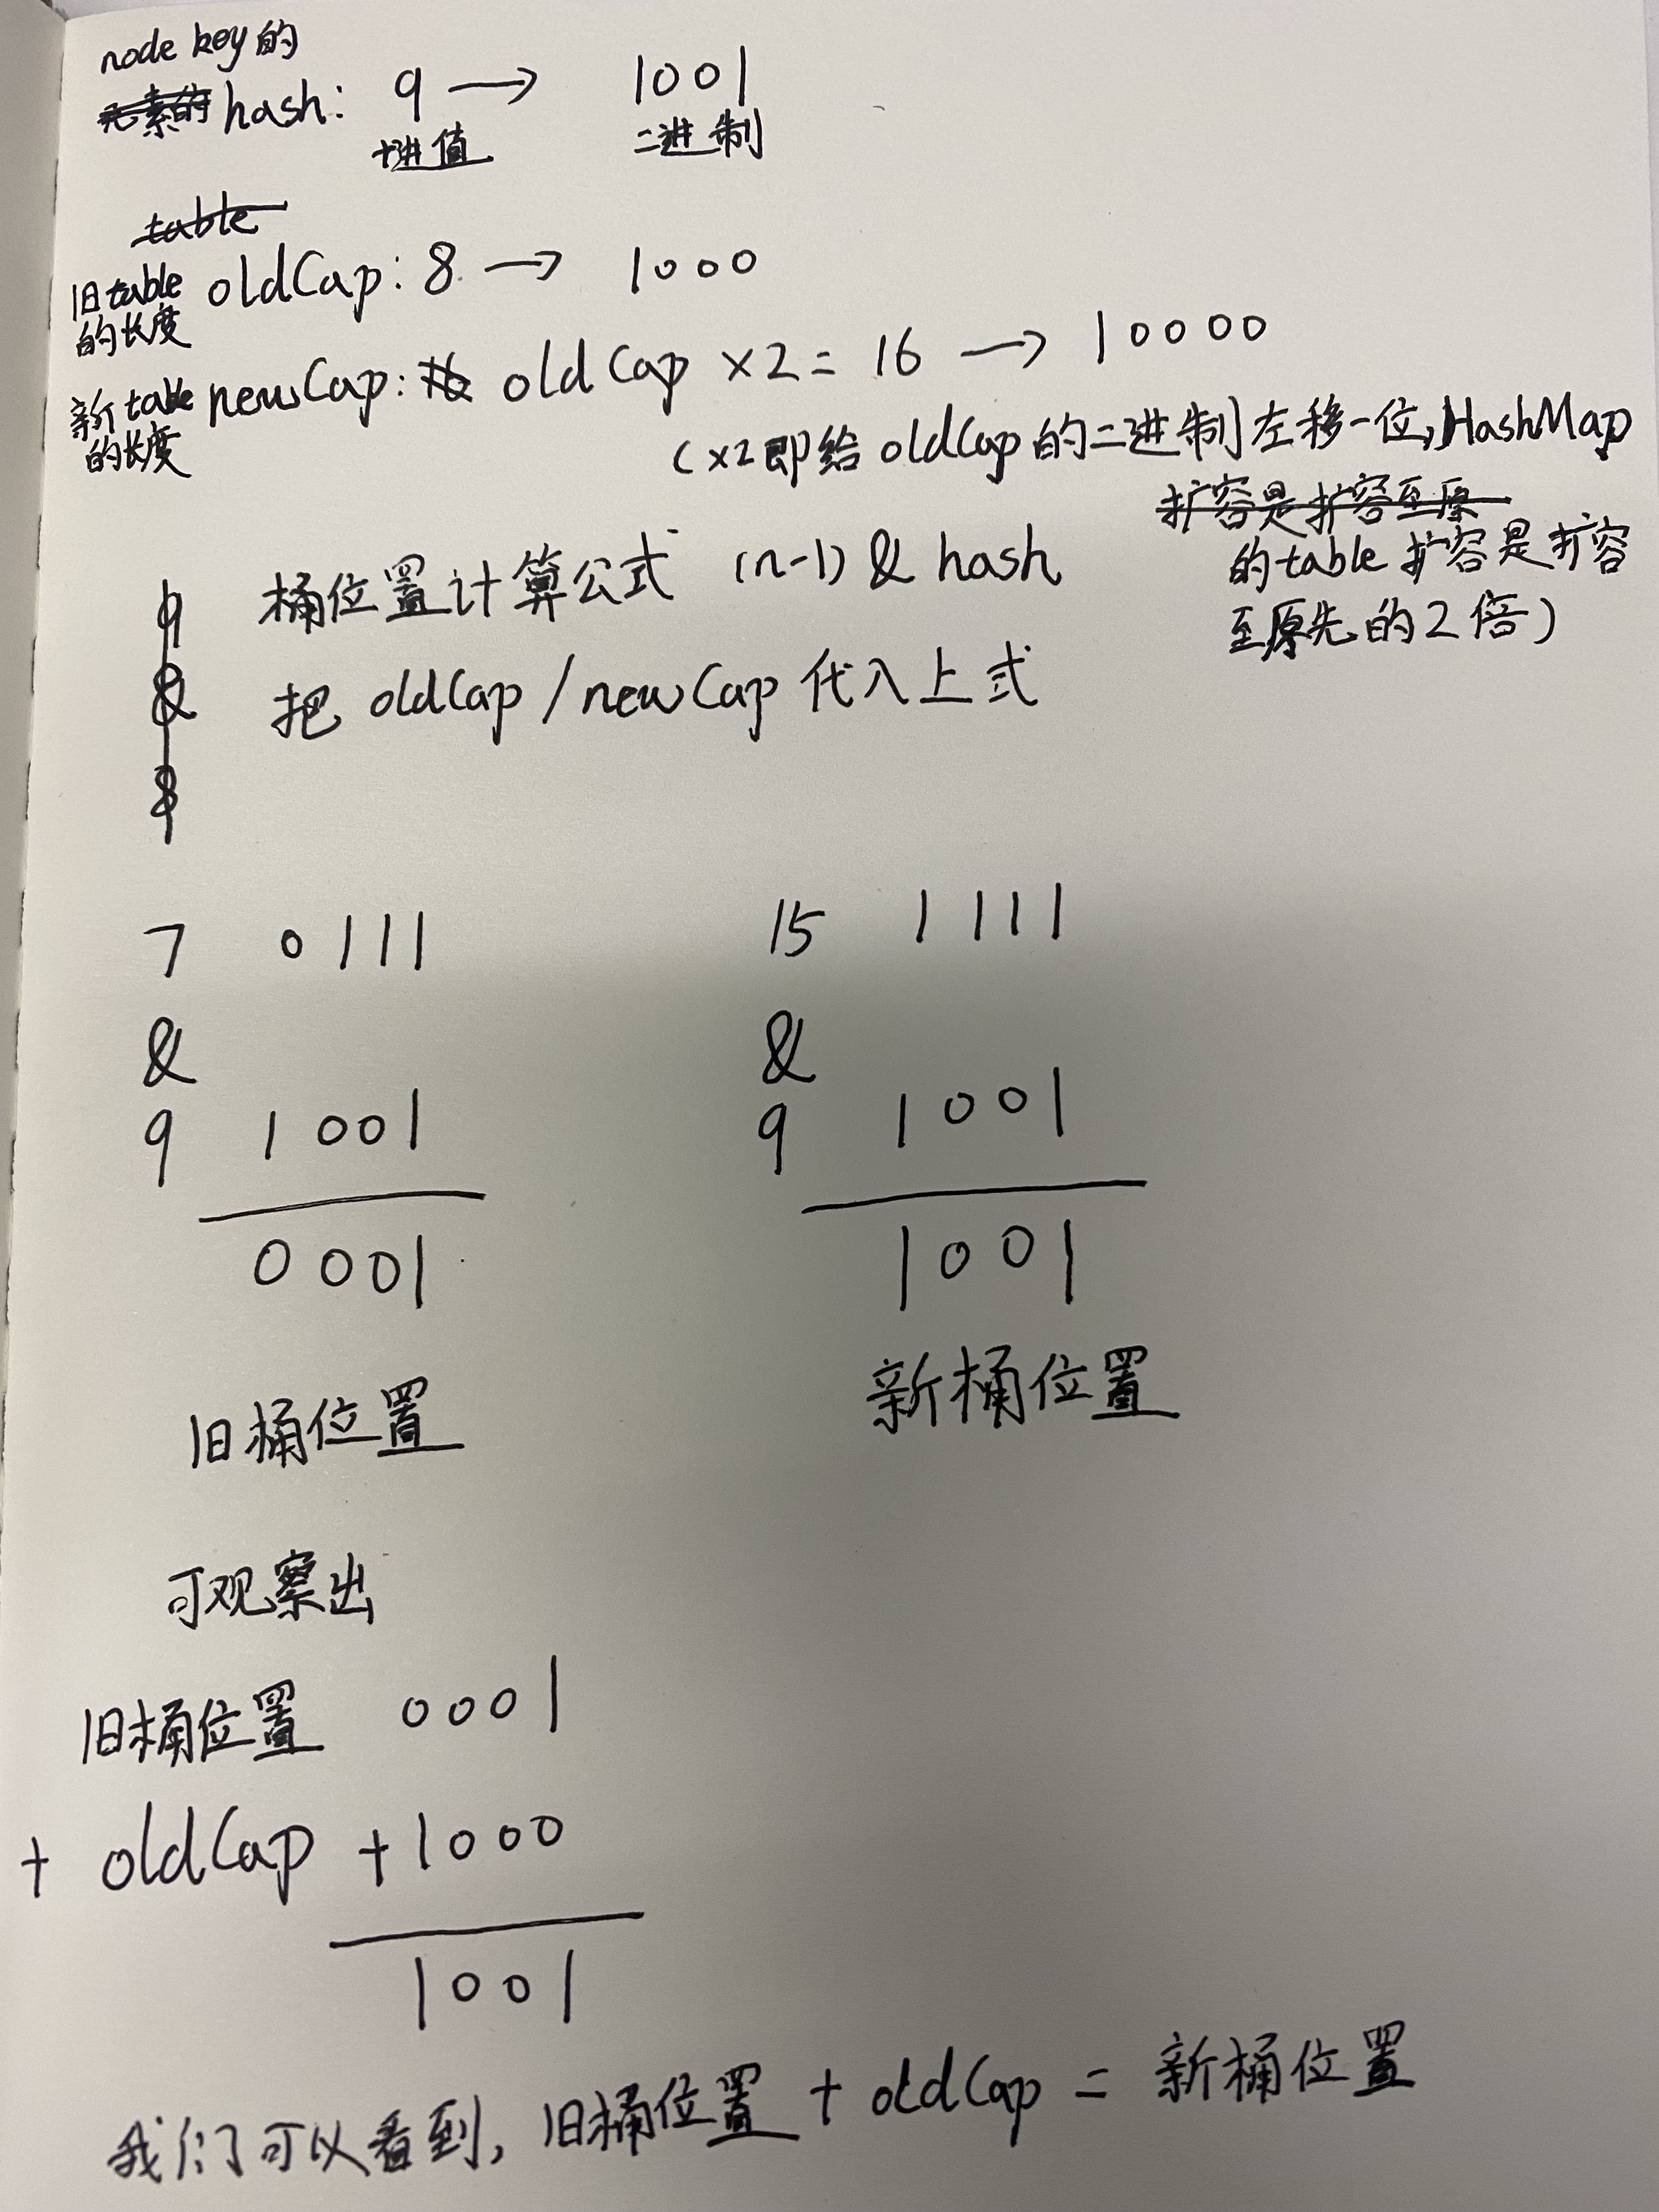 node key的
元素的 hash: 9 → 1001
十进值 二进制
table
旧table的长度 oldCap: 8 → 1000
新table的长度 newCap: 16 oldCap ×2 = 16 → 10000
(×2即给oldCap的二进制左移一位,HashMap
扩容是扩容至原
的table扩容是扩容
至原先的2倍)
桶位置计算公式 (n-1) & hash
把 oldCap / newCap 代入上式
9
&
8
7 0111
&
9 1001
0001
旧桶位置
15 1111
&
9 1001
1001
新桶位置
可观察出
旧桶位置 0001
+ oldCap +1000
1001
我们可以看到, 旧桶位置 + oldCap = 新桶位置